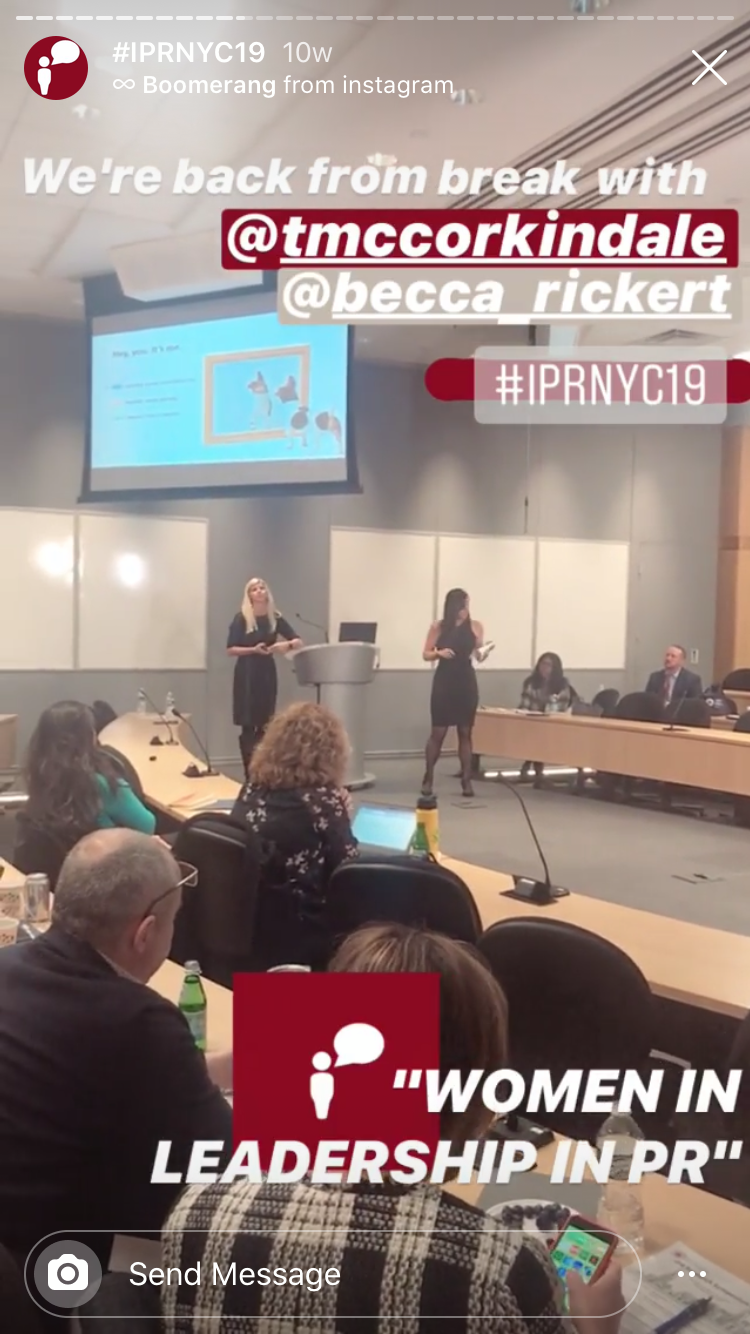 #IPRNYC19 10w
∞ Boomerang from instagram
We're back from break with
@tmccorkindale
@becca_rickert
#IPRNYC19
"WOMEN IN
LEADERSHIP IN PR"
Send Message